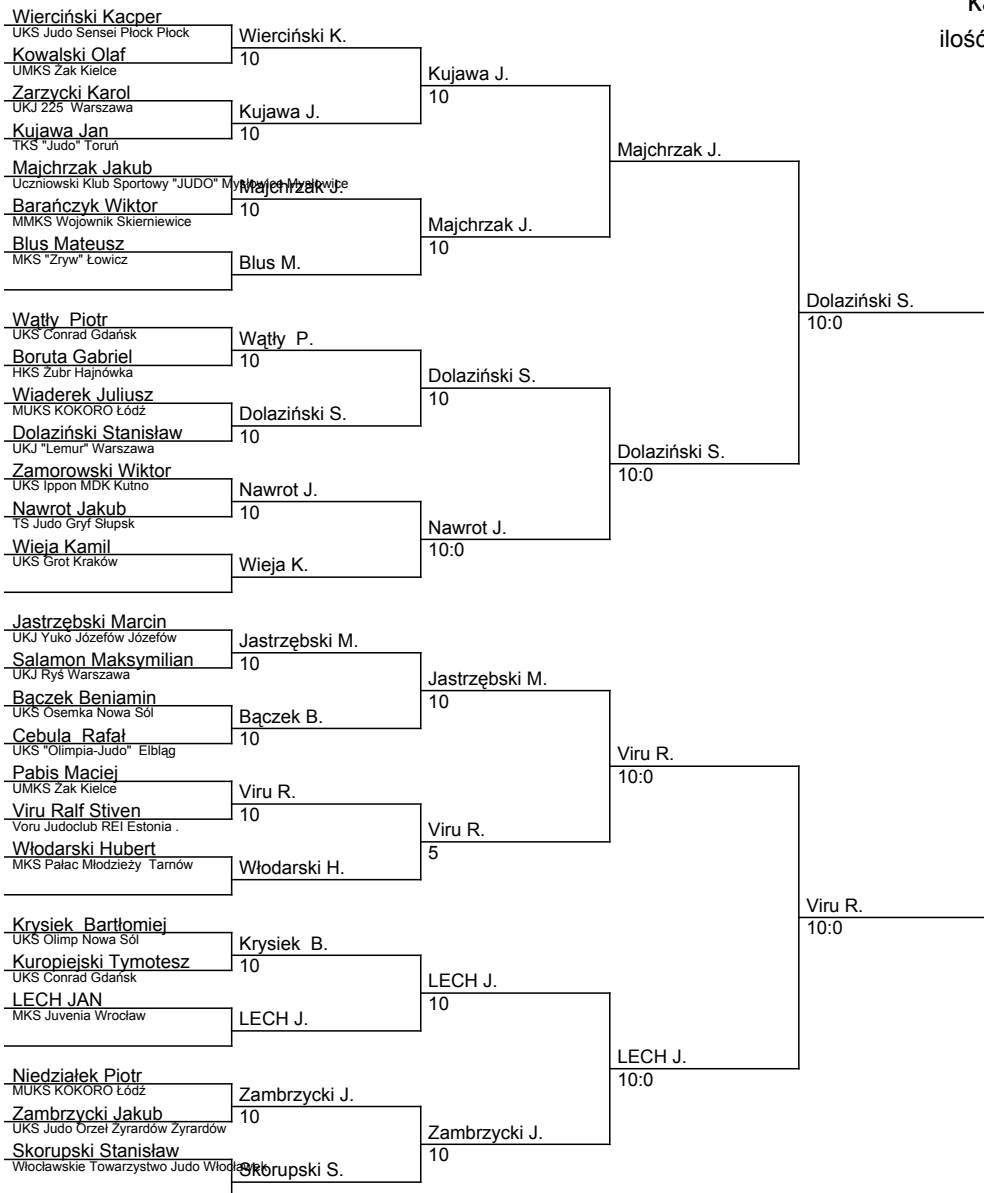 Ka
ilość
Wierciński Kacper
UKS Judo Sensei Płock Płock
Kowalski Olaf
UMKS Żak Kielce
Zarzycki Karol
UKJ 225 Warszawa
Kujawa Jan
TKS "Judo" Toruń
Majchrzak Jakub
Uczniowski Klub Sportowy "JUDO" Mysłowice Mysłowice
Barańczyk Wiktor
MMKS Wojownik Skierniewice
Blus Mateusz
MKS "Zryw" Łowicz
Wątły Piotr
UKS Conrad Gdańsk
Boruta Gabriel
HKS Żubr Hajnówka
Wiaderek Juliusz
MUKS KOKORO Łódź
Dolaziński Stanisław
UKJ "Lemur" Warszawa
Zamorowski Wiktor
UKS Ippon MDK Kutno
Nawrot Jakub
TS Judo Gryf Słupsk
Wieja Kamil
UKS Grot Kraków
Jastrzębski Marcin
UKJ Yuko Józefów Józefów
Salamon Maksymilian
UKJ Ryś Warszawa
Bączek Beniamin
UKS Ósemka Nowa Sól
Cebula Rafał
UKS "Olimpia-Judo" Elbląg
Pabis Maciej
UMKS Żak Kielce
Viru Ralf Stiven
Voru Judoclub REI Estonia .
Włodarski Hubert
MKS Pałac Młodzieży Tarnów
Krysiek Bartłomiej
UKS Olimp Nowa Sól
Kuropiejski Tymotesz
UKS Conrad Gdańsk
LECH JAN
MKS Juvenia Wrocław
Niedziałek Piotr
MUKS KOKORO Łódź
Zambrzycki Jakub
UKS Judo Orzeł Żyrardów Żyrardów
Skorupski Stanisław
Włocławskie Towarzystwo Judo Włocławek
Wierciński K.
10
Kujawa J.
10
Majchrzak J.
10
Blus M.
Wątły P.
10
Dolaziński S.
10
Nawrot J.
10
Wieja K.
Jastrzębski M.
10
Bączek B.
10
Viru R.
10
Włodarski H.
Krysiek B.
10
LECH J.
Zambrzycki J.
10
Skorupski S.
Kujawa J.
10
Majchrzak J.
10
Dolaziński S.
10
Nawrot J.
10:0
Jastrzębski M.
10
Viru R.
5
LECH J.
10
Zambrzycki J.
10
Majchrzak J.
Dolaziński S.
10:0
Viru R.
10:0
LECH J.
10:0
Dolaziński S.
10:0
Viru R.
10:0